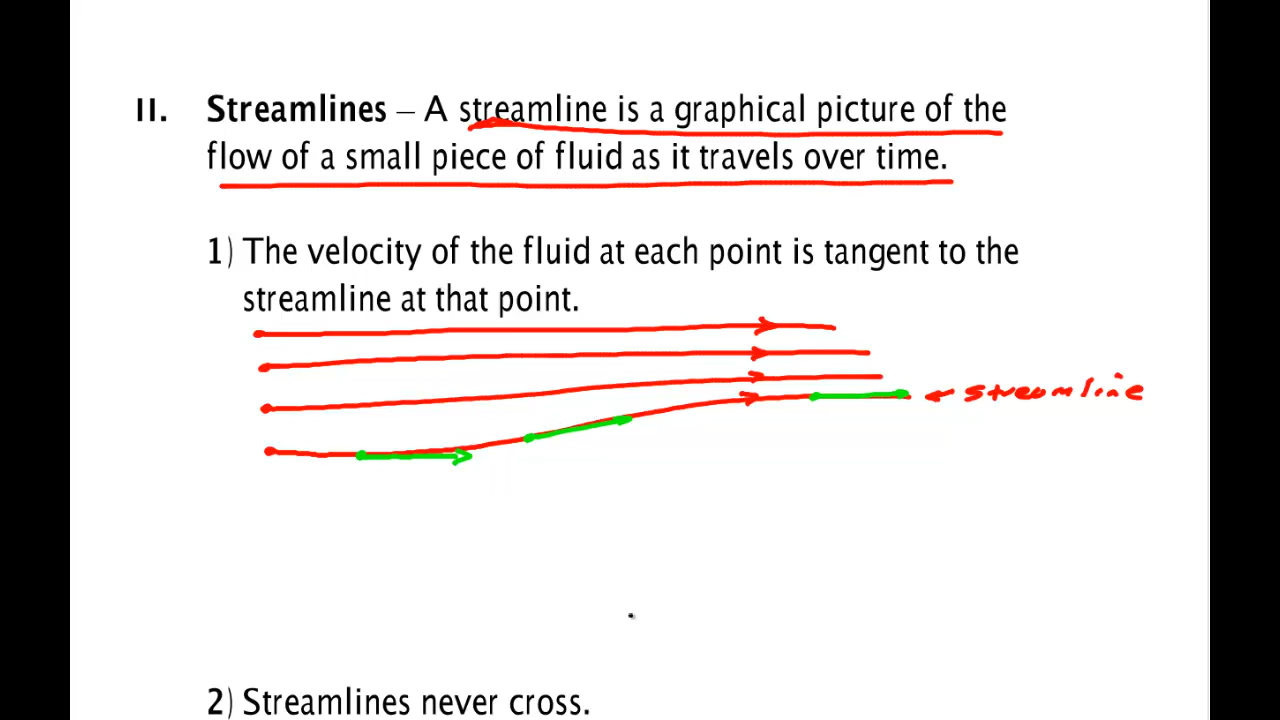 II. Streamlines – A streamline is a graphical picture of the
flow of a small piece of fluid as it travels over time.
1) The velocity of the fluid at each point is tangent to the
streamline at that point.
streamline
2) Streamlines never cross.